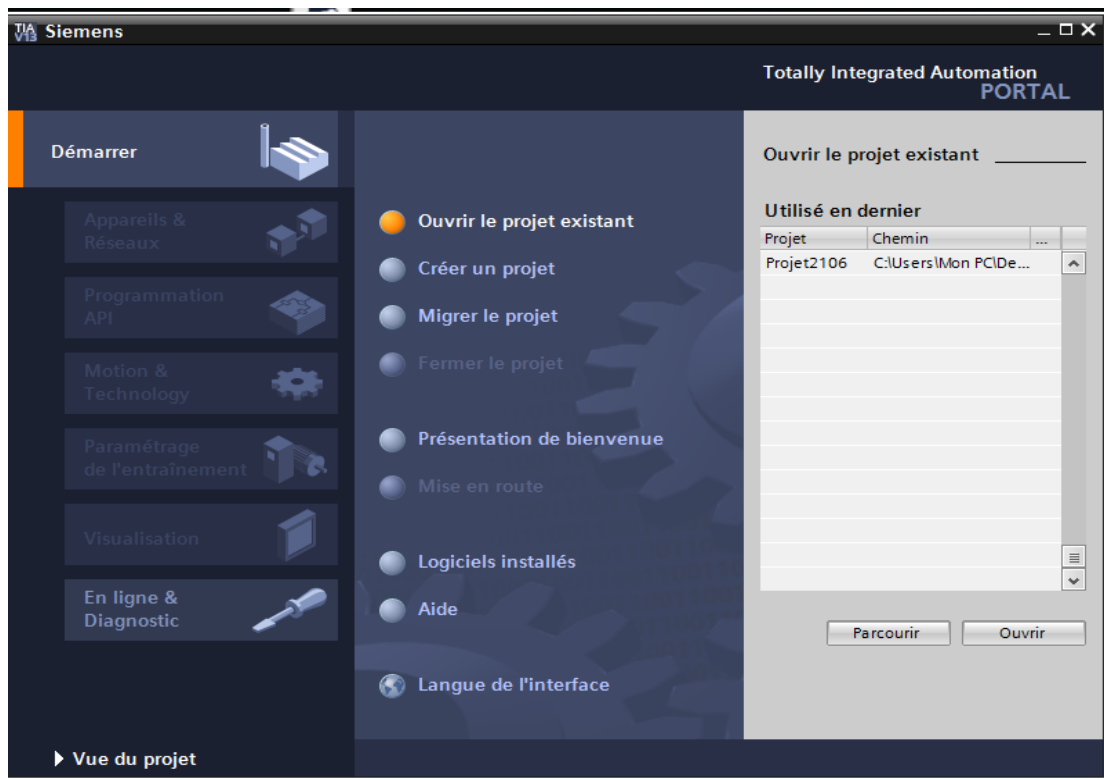 TIA
V13
Siemens
Totally Integrated Automation
PORTAL
Démarrer
Appareils &
Réseaux
Programmation
API
Motion &
Technology
Paramétrage
de l'entraînement
Visualisation
En ligne &
Diagnostic
Vue du projet
Ouvrir le projet existant
Créer un projet
Migrer le projet
Fermer le projet
Présentation de bienvenue
Mise en route
Logiciels installés
Aide
Langue de l'interface
Ouvrir le projet existant
Utilisé en dernier
Projet Chemin ...
Projet2106 C:\Users\Mon PC\De...
Parcourir Ouvrir